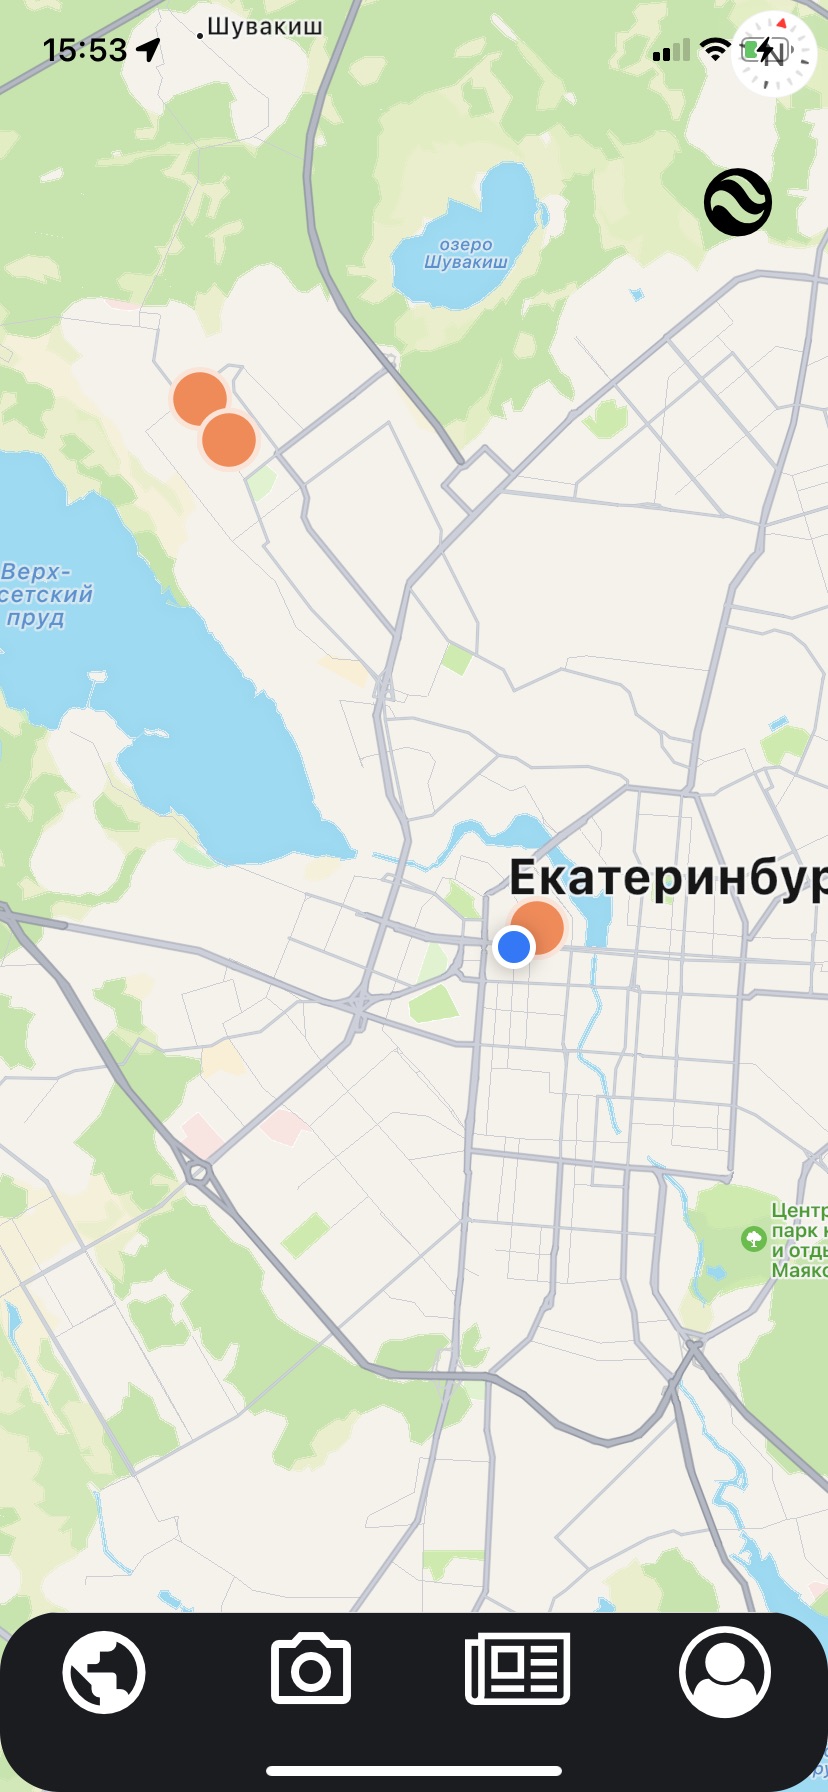 Шувакиш
15:53
N
озеро
Шувакиш
Верх-
сетский
пруд
Екатеринбур
Центр
парк к
и отды
Маяко